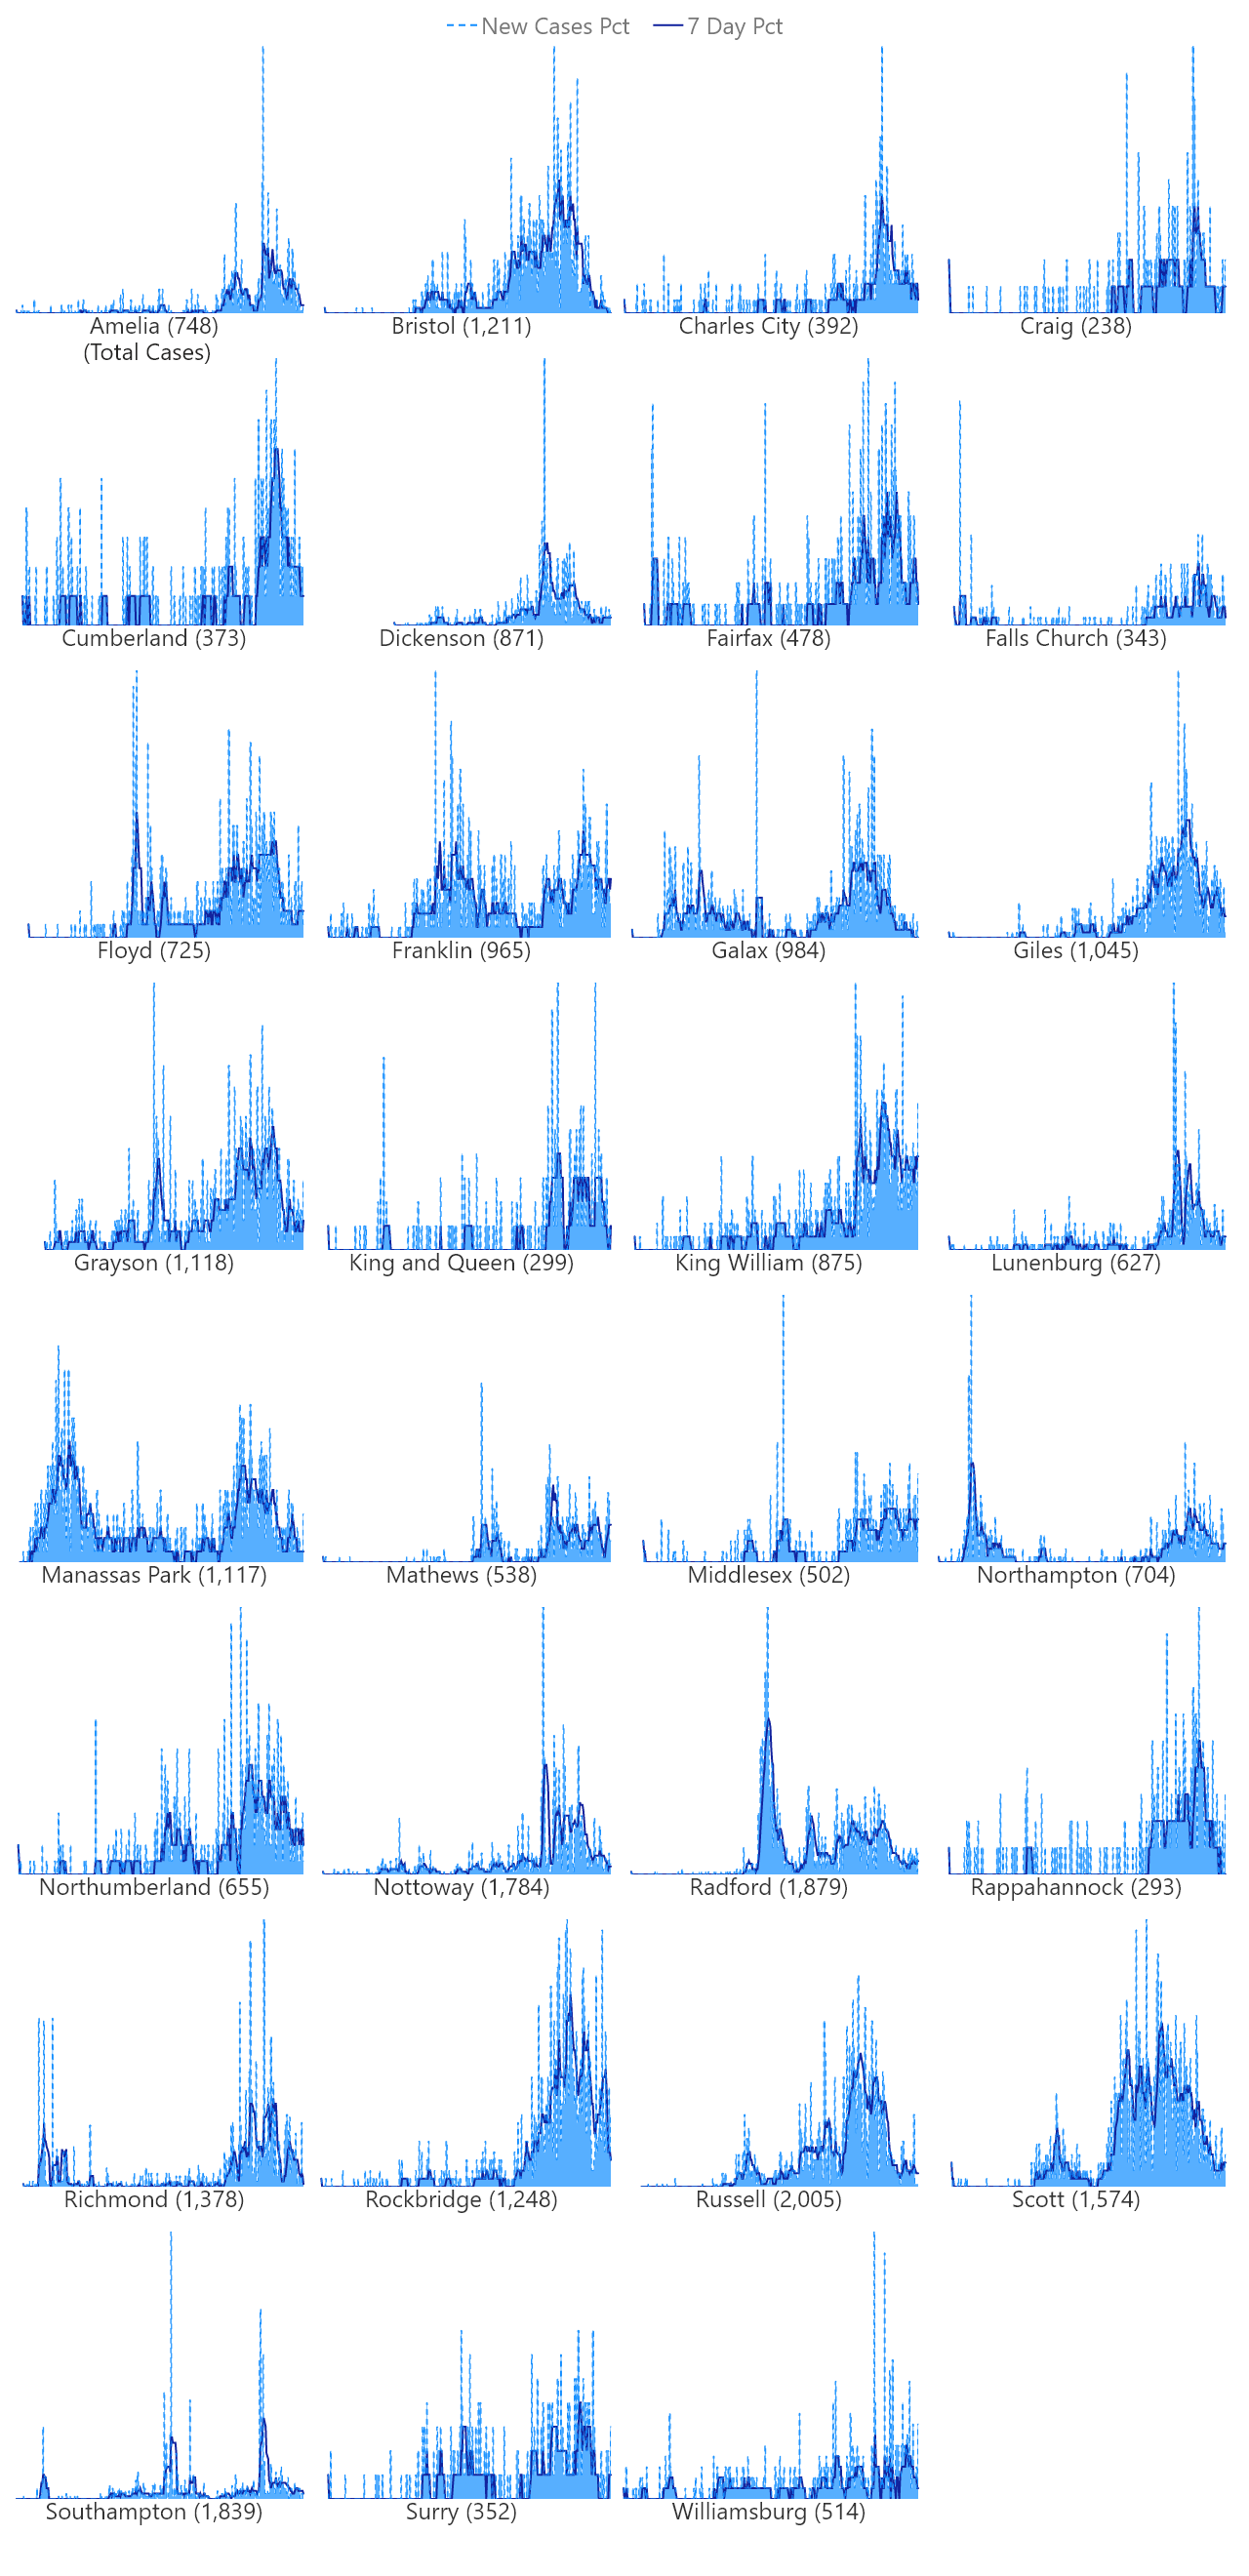 New Cases Pct 7 Day Pct
Amelia (748) Bristol (1,211) Charles City (392) Craig (238)
(Total Cases)
Cumberland (373) Dickenson (871) Fairfax (478) Falls Church (343)
Floyd (725) Franklin (965) Galax (984) Giles (1,045)
Grayson (1,118) King and Queen (299) King William (875) Lunenburg (627)
Manassas Park (1,117) Mathews (538) Middlesex (502) Northampton (704)
Northumberland (655) Nottoway (1,784) Radford (1,879) Rappahannock (293)
Richmond (1,378) Rockbridge (1,248) Russell (2,005) Scott (1,574)
Southampton (1,839) Surry (352) Williamsburg (514)